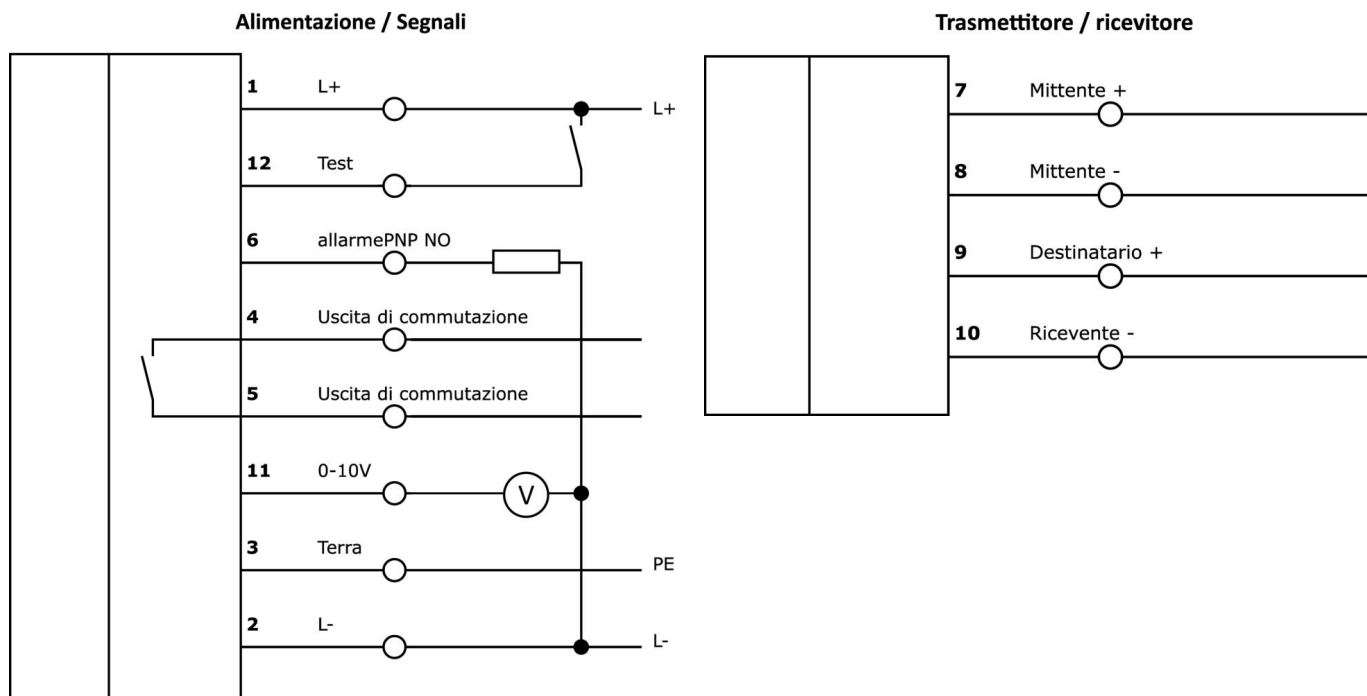 Alimentazione / Segnali
1 L+
L+
12 Test
6 allarmePNP NO
4 Uscita di commutazione
5 Uscita di commutazione
11 0-10V
V
3 Terra
PE
2 L-
L-
Trasmettitore / ricevitore
7 Mittente +
8 Mittente -
9 Destinatario +
10 Ricevente -